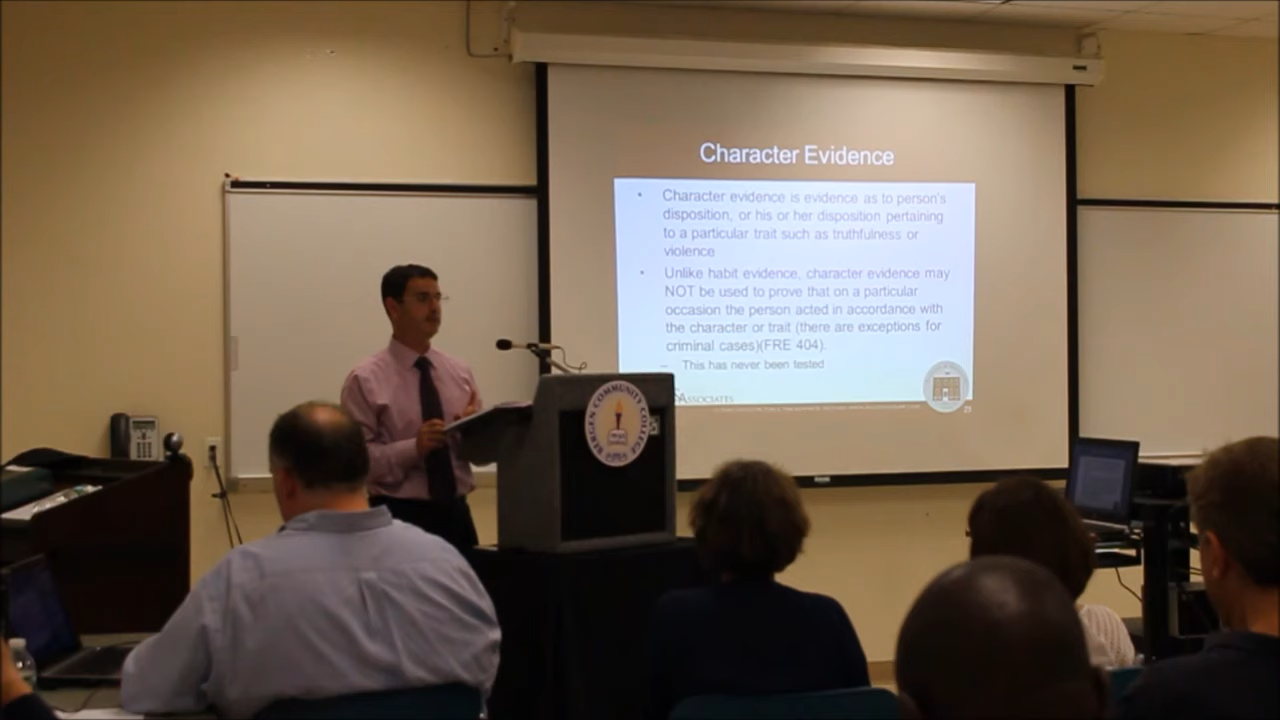 Character Evidence
• Character evidence is evidence as to person's
disposition, or his or her disposition pertaining
to a particular trait such as truthfulness or
violence
• Unlike habit evidence, character evidence may
NOT be used to prove that on a particular
occasion the person acted in accordance with
the character or trait (there are exceptions for
criminal cases)(FRE 404).
– This has never been tested
ASSOCIATES
29
BERGEN COMMUNITY COLLEGE